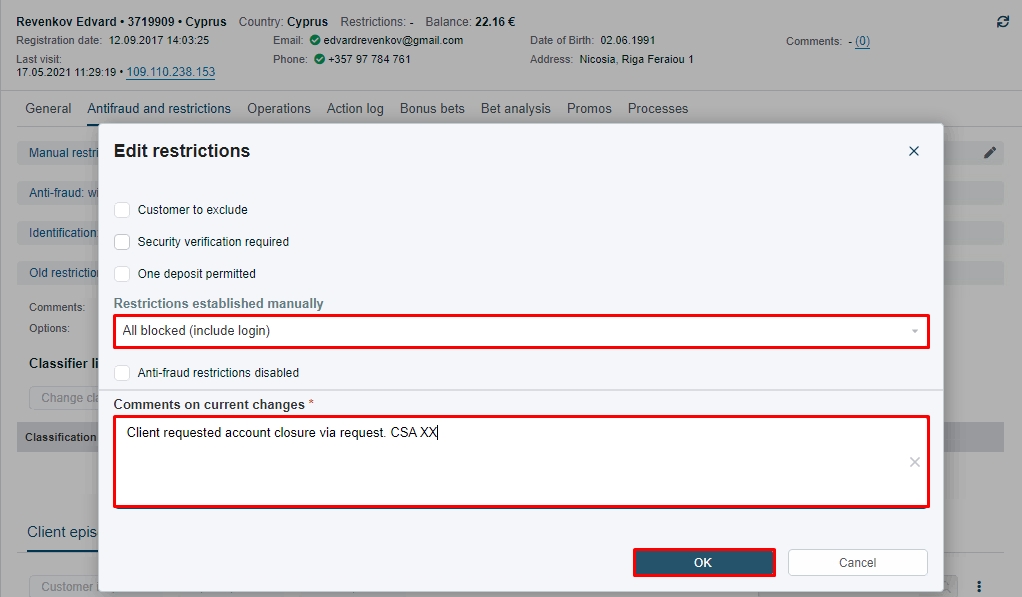 Revenkov Edvard • 3719909 • Cyprus Country: Cyprus Restrictions: - Balance: 22.16 €
Registration date: 12.09.2017 14:03:25 Email: edvardrevenkov@gmail.com Date of Birth: 02.06.1991 Comments: - (0)
Last visit: Phone: +357 97 784 761 Address: Nicosia, Riga Feraiou 1
17.05.2021 11:29:19 • 109.110.238.153
General Antifraud and restrictions Operations Action log Bonus bets Bet analysis Promos Processes
Manual restri
Edit restrictions
Anti-fraud: wi
Customer to exclude
Identification
Security verification required
Old restriction
One deposit permitted
Comments:
Restrictions established manually
Options:
All blocked (include login)
Classifier li
Anti-fraud restrictions disabled
Change cla
Comments on current changes *
Classification
Client requested account closure via request. CSA XX
Client epis
OK Cancel
Customer